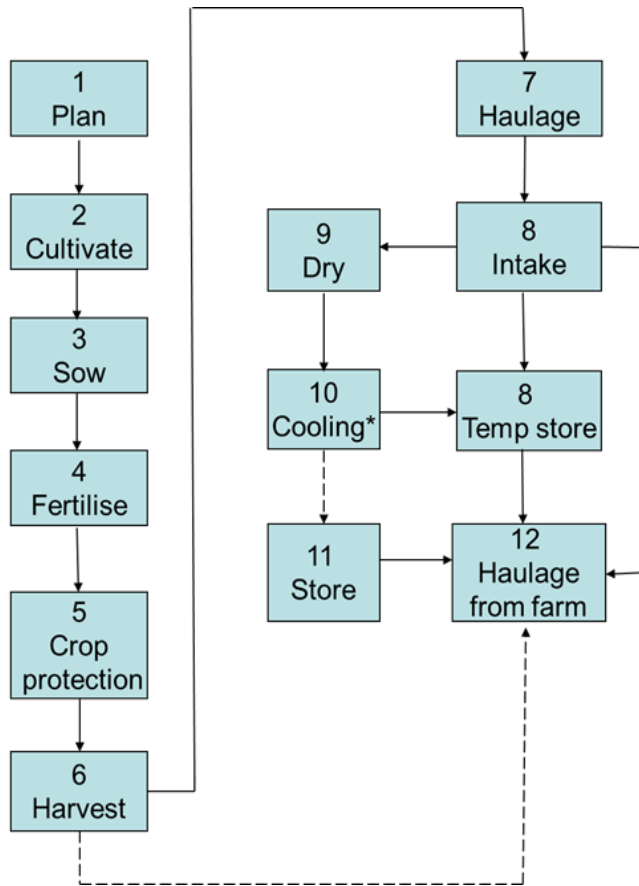 1
Plan
2
Cultivate
3
Sow
4
Fertilise
5
Crop
protection
6
Harvest
7
Haulage
8
Intake
9
Dry
10
Cooling*
8
Temp store
11
Store
12
Haulage
from farm